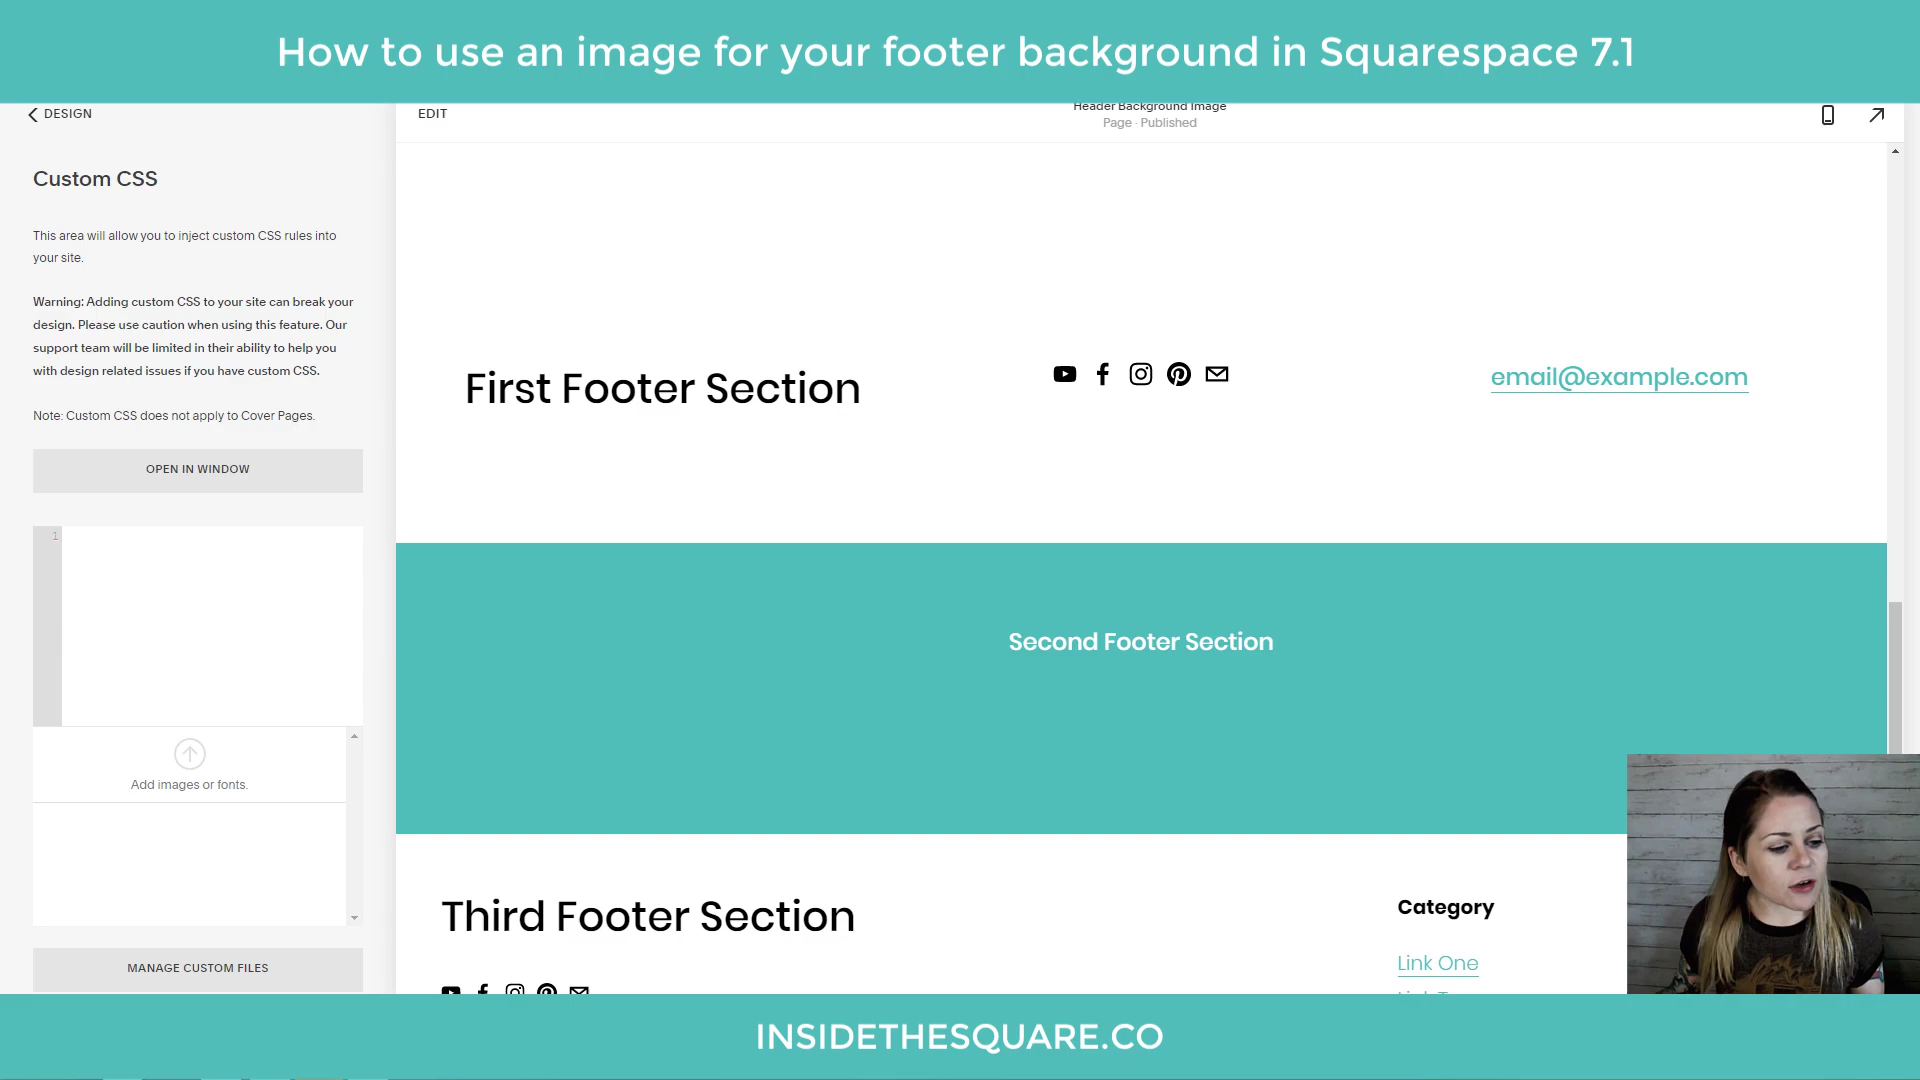 How to use an image for your footer background in Squarespace 7.1
DESIGN
EDIT
Header Background Image
Page · Published
Custom CSS
This area will allow you to inject custom CSS rules into
your site.
Warning: Adding custom CSS to your site can break your
design. Please use caution when using this feature. Our
support team will be limited in their ability to help you
with design related issues if you have custom CSS.
Note: Custom CSS does not apply to Cover Pages.
OPEN IN WINDOW
1
Add images or fonts.
MANAGE CUSTOM FILES
First Footer Section
email@example.com
Second Footer Section
Third Footer Section
Category
Link One
INSIDETHESQUARE.CO